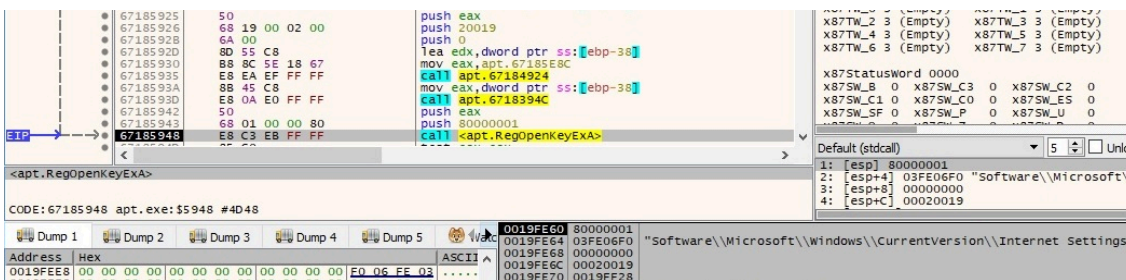 67185925 50 push eax
67185926 68 19 00 02 00 push 20019
6718592B 6A 00 push 0
6718592D 8D 55 C8 lea edx,dword ptr ss:[ebp-38]
67185930 B8 8C 5E 18 67 mov eax,apt.67185E8C
67185935 E8 EA EF FF FF call apt.67184924
6718593A 8B 45 C8 mov eax,dword ptr ss:[ebp-38]
6718593D E8 0A E0 FF FF call apt.6718394C
67185942 50 push eax
67185943 68 01 00 00 80 push 80000001
EIP 67185948 E8 C3 EB FF FF call <apt.RegOpenKeyExA>
<apt.RegOpenKeyExA>
CODE:67185948 apt.exe:$5948 #4D48
x87TW_2 3 (Empty) x87TW_3 3 (Empty)
x87TW_4 3 (Empty) x87TW_5 3 (Empty)
x87TW_6 3 (Empty) x87TW_7 3 (Empty)
x87StatusWord 0000
x87SW_B 0 x87SW_C3 0 x87SW_C2 0
x87SW_C1 0 x87SW_C0 0 x87SW_ES 0
x87SW_SF 0 x87SW_P 0 x87SW_U 0
Default (stdcall) 5
1: [esp] 80000001
2: [esp+4] 03FE06F0 "Software\\Microsoft\
3: [esp+8] 00000000
4: [esp+C] 00020019
Dump 1 Dump 2 Dump 3 Dump 4 Dump 5
Address Hex ASCII
0019FEE8 00 00 00 00 00 00 00 00 00 00 00 00 F0 06 FE 03 .....
0019FE60 80000001
0019FE64 03FE06F0 "Software\\Microsoft\\Windows\\CurrentVersion\\Internet Settings
0019FE68 00000000
0019FE6C 00020019
0019FE70 0019FF28